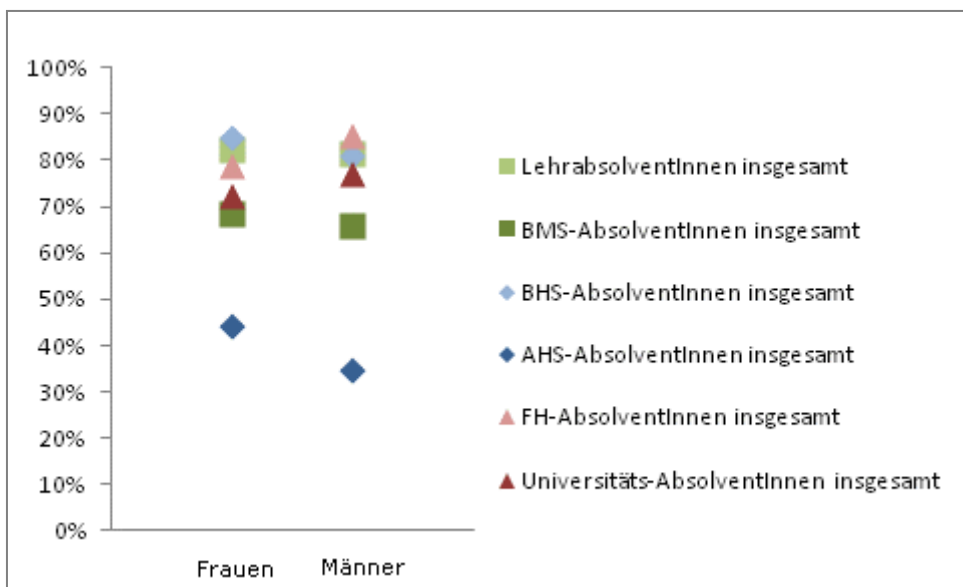 100%
90%
80%
70%
60%
50%
40%
30%
20%
10%
0%
Frauen
Männer
LehrabsolventInnen insgesamt
BMS-AbsolventInnen insgesamt
BHS-AbsolventInnen insgesamt
AHS-AbsolventInnen insgesamt
FH-AbsolventInnen insgesamt
Universitäts-AbsolventInnen insgesamt